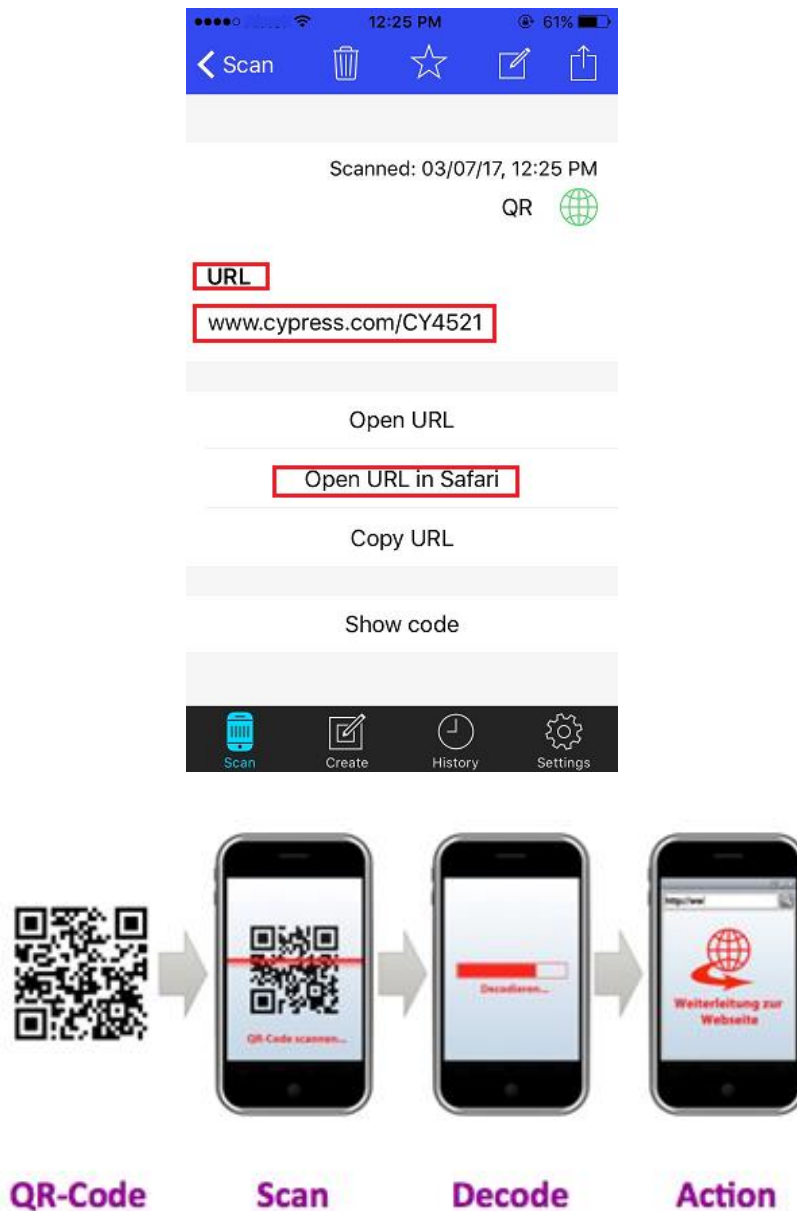 12:25 PM 61%
Scan
Scanned: 03/07/17, 12:25 PM
QR
URL
www.cypress.com/CY4521
Open URL
Open URL in Safari
Copy URL
Show code
Scan Create History Settings
QR-Code scannen...
Decodieren...
http://ww/
Weiterleitung zur
Webseite
QR-Code Scan Decode Action